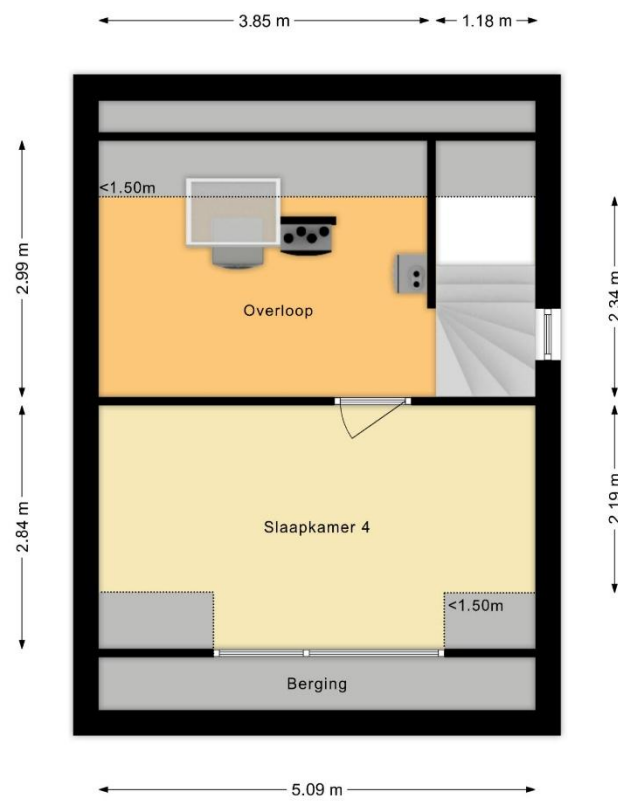 3.85 m
1.18 m
<1.50m
2.99 m
2.34 m
Overloop
2.84 m
2.19 m
Slaapkamer 4
<1.50m
Berging
5.09 m